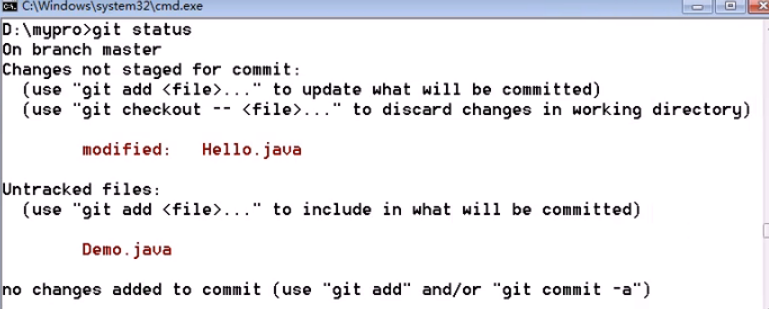 C:\Windows\system32\cmd.exe
D:\mypro>git status
On branch master
Changes not staged for commit:
  (use "git add <file>..." to update what will be committed)
  (use "git checkout -- <file>..." to discard changes in working directory)
        modified:   Hello.java
Untracked files:
  (use "git add <file>..." to include in what will be committed)
        Demo.java
no changes added to commit (use "git add" and/or "git commit -a")